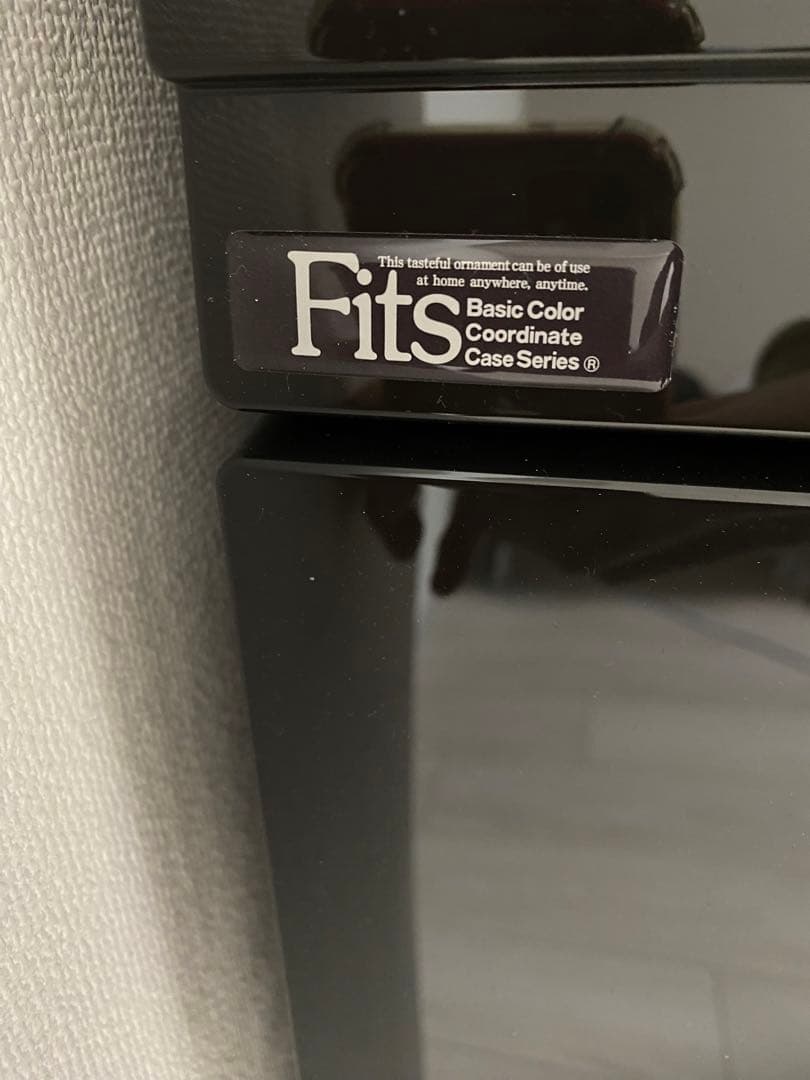 This tasteful ornament can be of use
at home anywhere, anytime.
Fits
Basic Color
Coordinate
Case Series ®